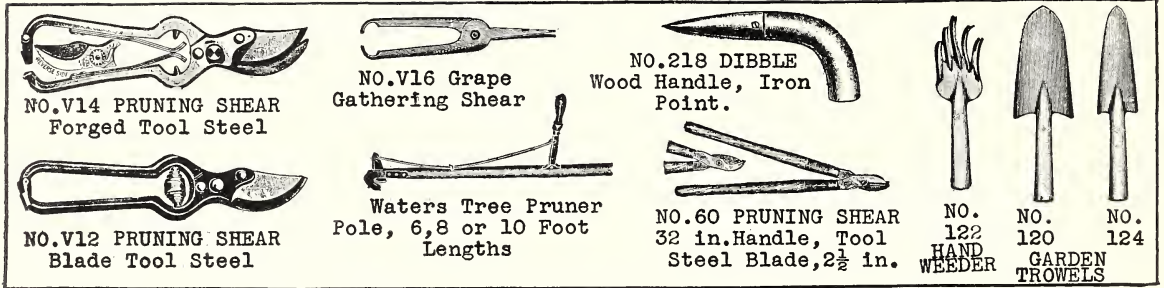 REVERSE SIDE
NO.V14 PRUNING SHEAR
Forged Tool Steel
NO.V12 PRUNING SHEAR
Blade Tool Steel
NO.V16 Grape
Gathering Shear
Waters Tree Pruner
Pole, 6,8 or 10 Foot
Lengths
NO.218 DIBBLE
Wood Handle, Iron
Point.
NO.60 PRUNING SHEAR
32 in.Handle, Tool
Steel Blade,2½ in.
NO.
122
HAND
WEEDER
NO.
120
NO.
124
GARDEN
TROWELS